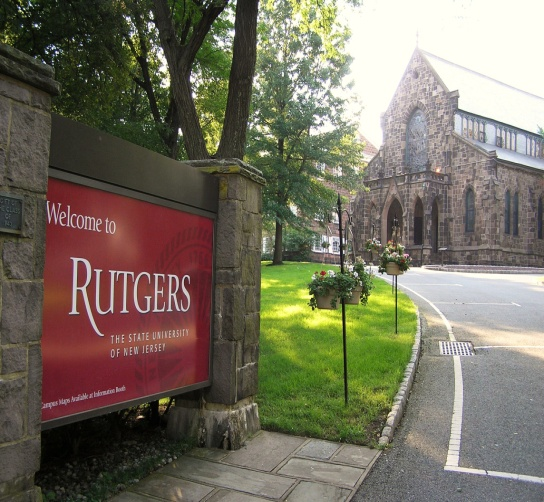 Welcome to
RUTGERS
THE STATE UNIVERSITY
OF NEW JERSEY
Campus Maps Available at Information Booth